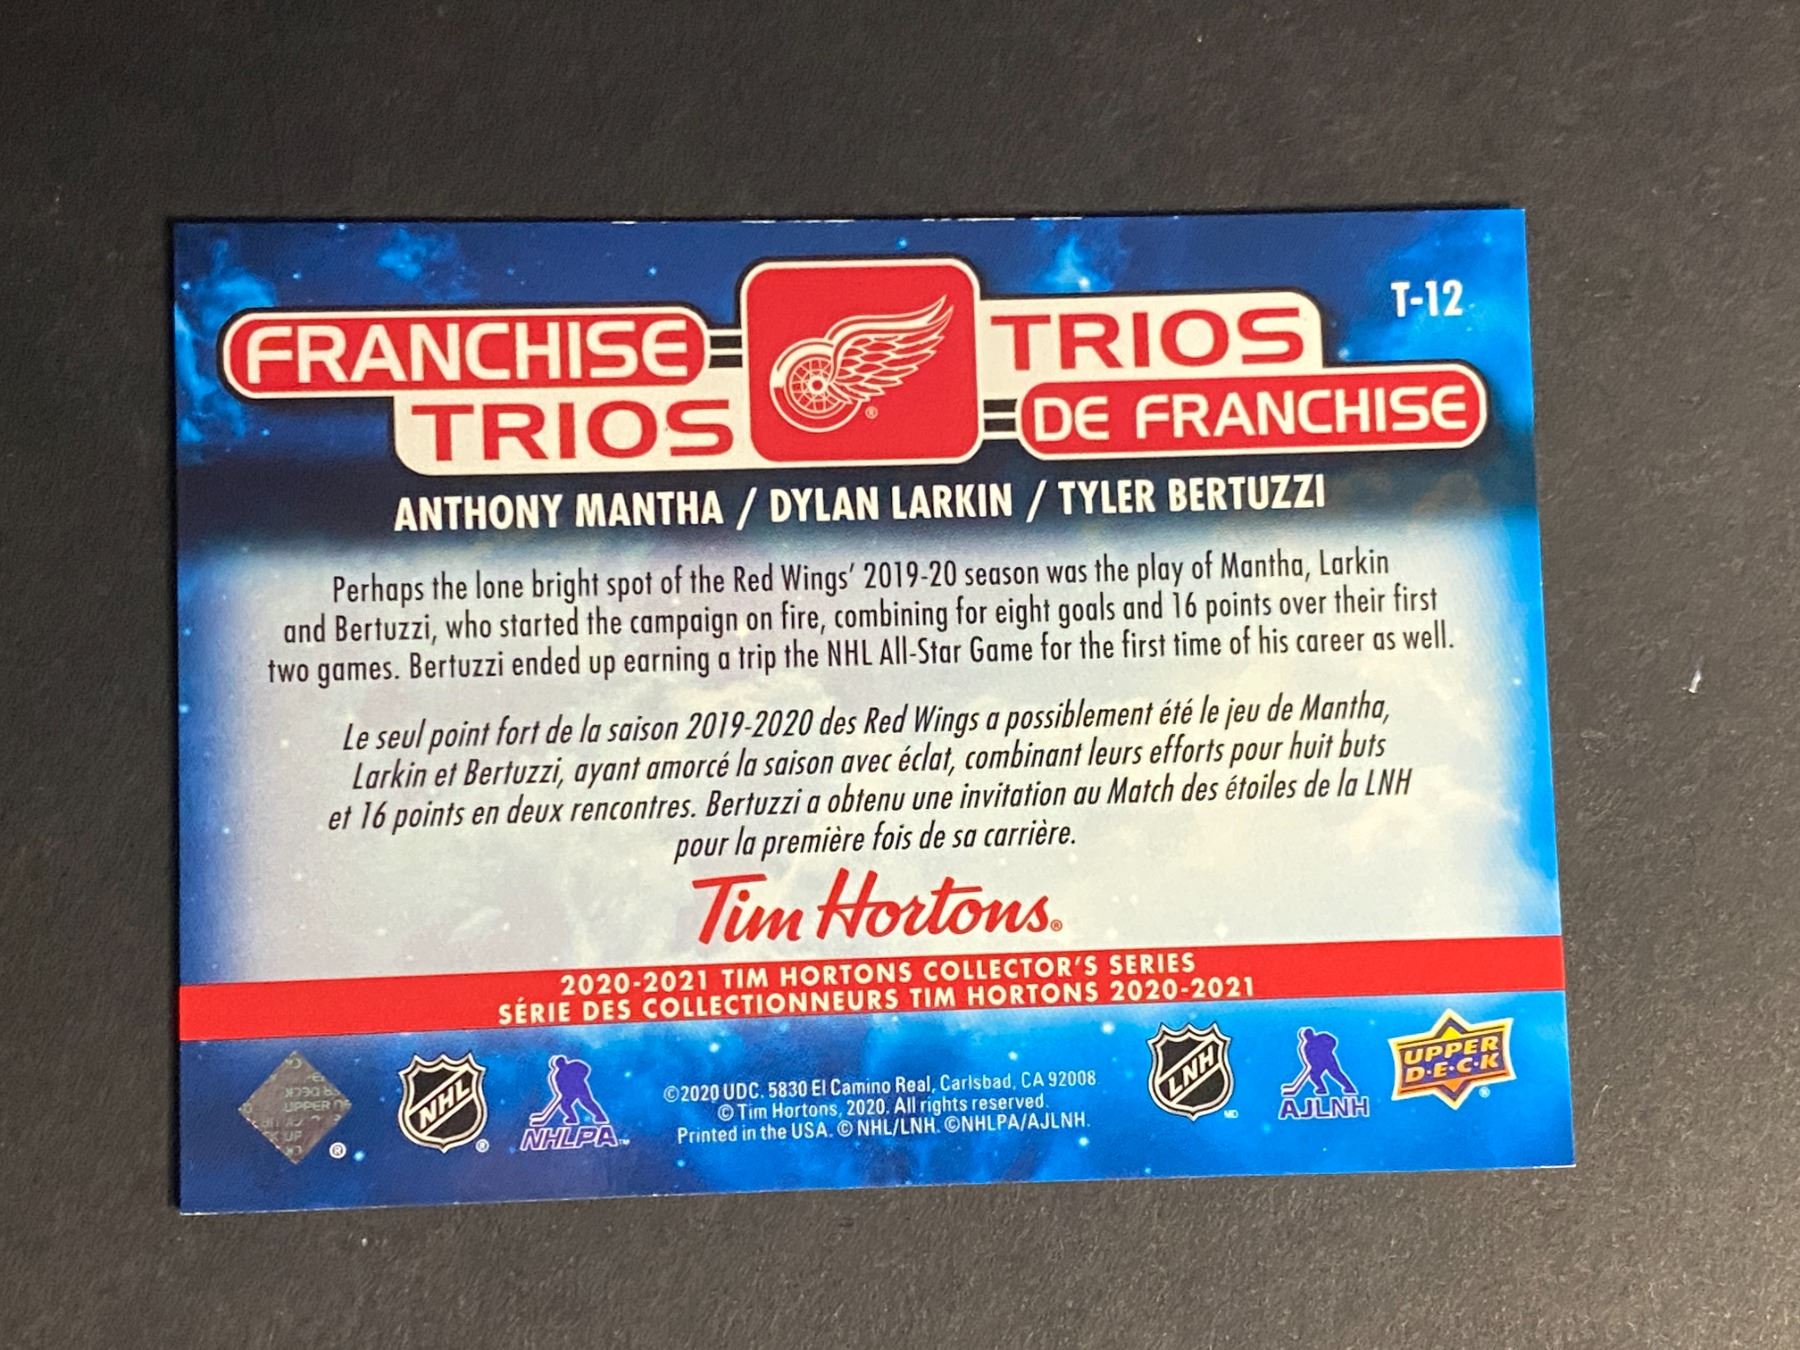 T-12
FRANCHISE
TRIOS
TRIOS
DE FRANCHISE
ANTHONY MANTHA / DYLAN LARKIN / TYLER BERTUZZI
Perhaps the lone bright spot of the Red Wings' 2019-20 season was the play of Mantha, Larkin
and Bertuzzi, who started the campaign on fire, combining for eight goals and 16 points over their first
two games. Bertuzzi ended up earning a trip the NHL All-Star Game for the first time of his career as well.
Le seul point fort de la saison 2019-2020 des Red Wings a possiblement été le jeu de Mantha,
Larkin et Bertuzzi, ayant amorcé la saison avec éclat, combinant leurs efforts pour huit buts
et 16 points en deux rencontres. Bertuzzi a obtenu une invitation au Match des étoiles de la LNH
pour la première fois de sa carrière.
Tim Hortons®
2020-2021 TIM HORTONS COLLECTOR'S SERIES
SÉRIE DES COLLECTIONNEURS TIM HORTONS 2020-2021
UPPER
NHL®
NHLPA™
©2020 UDC. 5830 El Camino Real, Carlsbad, CA 92008
© Tim Hortons, 2020. All rights reserved.
Printed in the USA. © NHL/LNH. ©NHLPA/AJLNH.
LNH MD
AJLNH
UPPER
D·E·C·K®